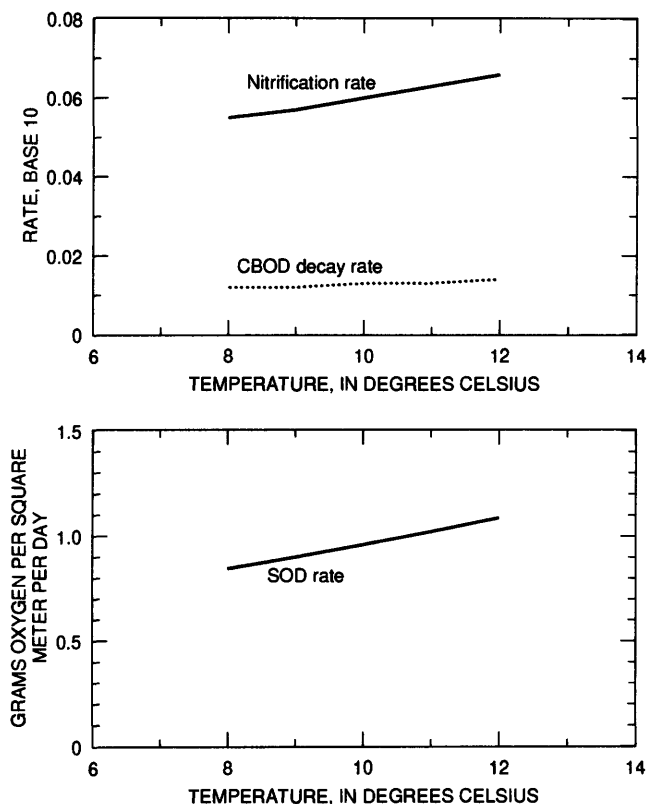 0.08
0.06
0.04
0.02
0
RATE, BASE 10
Nitrification rate
CBOD decay rate
6 8 10 12 14
TEMPERATURE, IN DEGREES CELSIUS
1.5
1.0
0.5
0
GRAMS OXYGEN PER SQUARE
METER PER DAY
SOD rate
6 8 10 12 14
TEMPERATURE, IN DEGREES CELSIUS